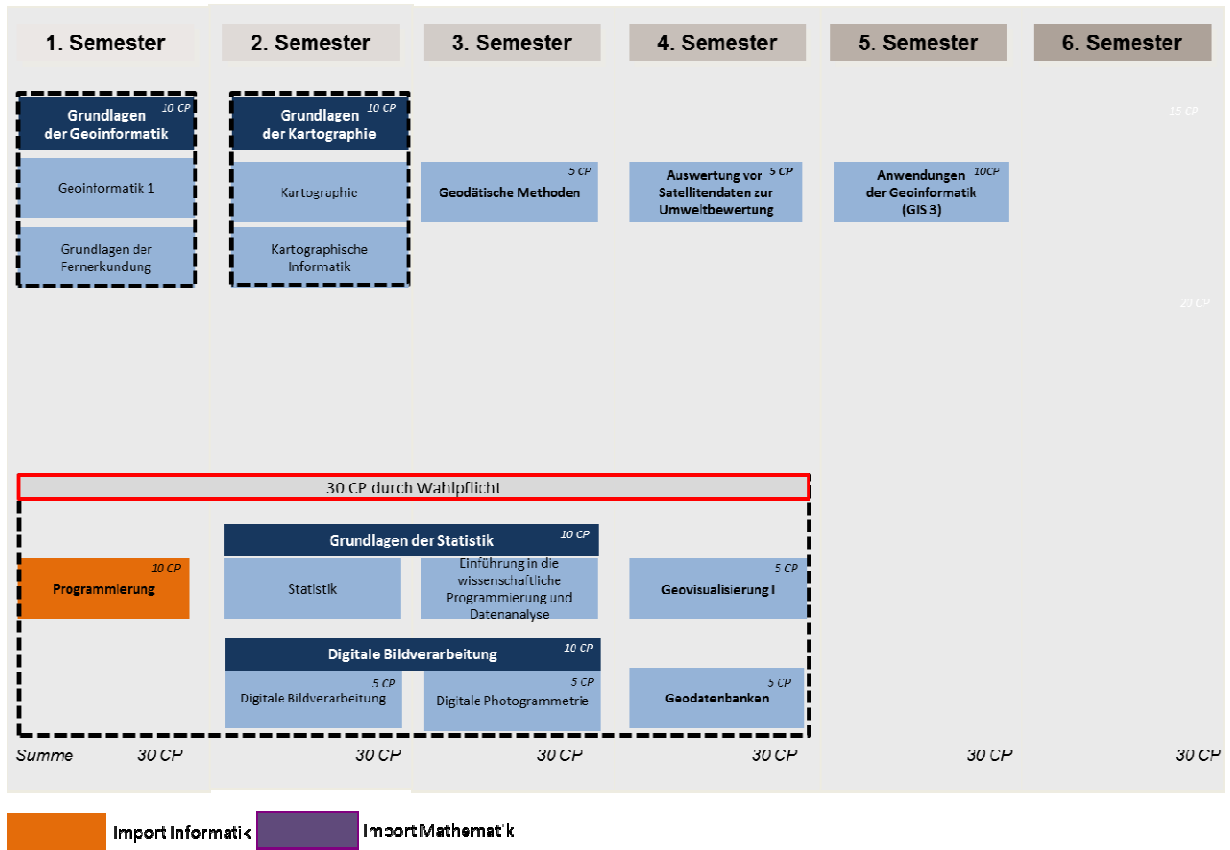 1. Semester
2. Semester
3. Semester
4. Semester
5. Semester
6. Semester
Grundlagen
der Geoinformatik
10 CP
Geoinformatik 1
Grundlagen der
Fernerkundung
Grundlagen
der Kartographie
10 CP
Kartographie
Kartographische
Informatik
5 CP
Geodätische Methoden
Auswertung vor
Satellitendaten zur
Umweltbewertung
5 CP
Anwendungen
der Geoinformatik
(GIS 3)
10CP
15 CP
20 CP
30 CP durch Wahlpflicht
10 CP
Programmierung
Grundlagen der Statistik
10 CP
Statistik
Einführung in die
wissenschaftliche
Programmierung und
Datenanalyse
5 CP
Geovisualisierung I
Digitale Bildverarbeitung
10 CP
5 CP
Digitale Bildverarbeitung
5 CP
Digitale Photogrammetrie
5 CP
Geodatenbanken
Summe
30 CP
30 CP
30 CP
30 CP
30 CP
30 CP
Import Informatik
Import Mathematik